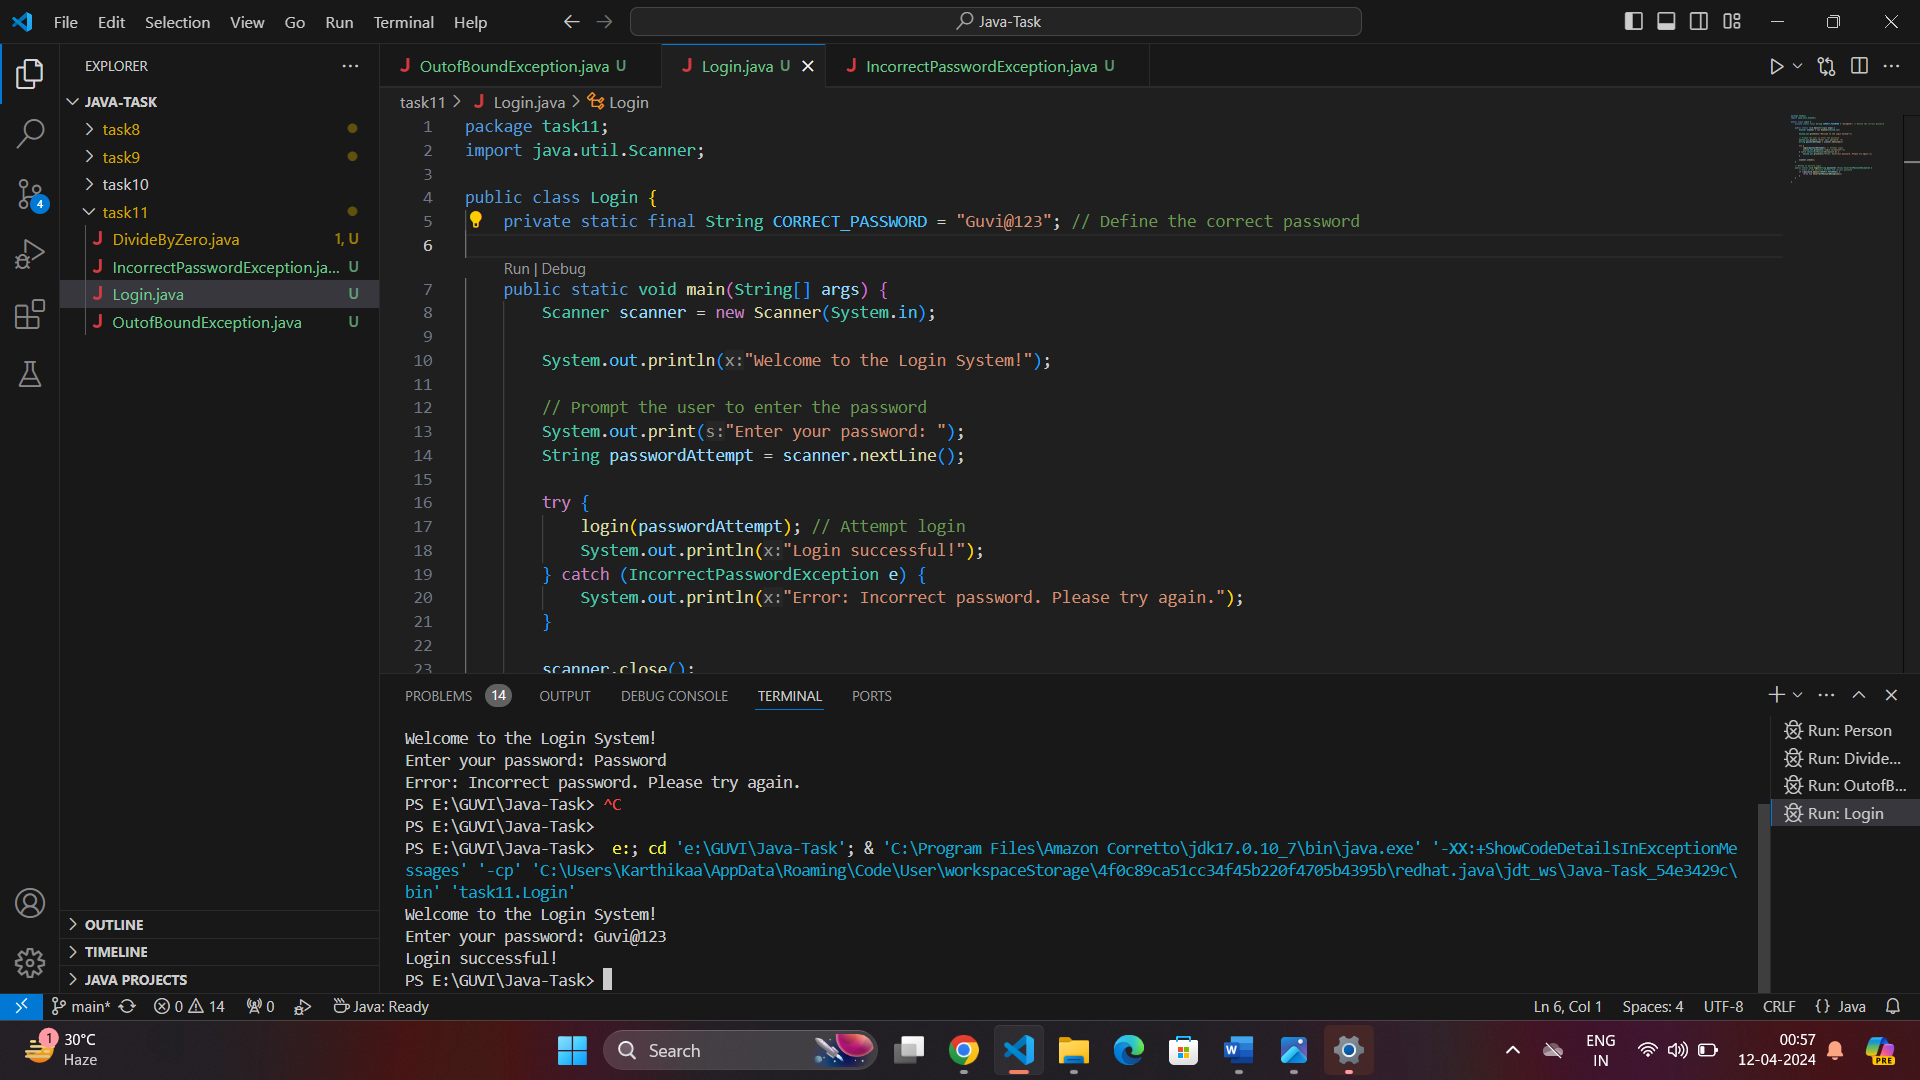 File Edit Selection View Go Run Terminal Help
Java-Task
EXPLORER
JAVA-TASK
task8
task9
task10
task11
DivideByZero.java 1, U
IncorrectPasswordException.ja... U
Login.java U
OutofBoundException.java U
OUTLINE
TIMELINE
JAVA PROJECTS
4
OutofBoundException.java U
Login.java U
IncorrectPasswordException.java U
task11 > Login.java > Login
1 package task11;
2 import java.util.Scanner;
3
4 public class Login {
5 private static final String CORRECT_PASSWORD = "Guvi@123"; // Define the correct password
6
Run | Debug
7 public static void main(String[] args) {
8 Scanner scanner = new Scanner(System.in);
9
10 System.out.println(x:"Welcome to the Login System!");
11
12 // Prompt the user to enter the password
13 System.out.print(s:"Enter your password: ");
14 String passwordAttempt = scanner.nextLine();
15
16 try {
17 login(passwordAttempt); // Attempt login
18 System.out.println(x:"Login successful!");
19 } catch (IncorrectPasswordException e) {
20 System.out.println(x:"Error: Incorrect password. Please try again.");
21 }
22
23 scanner.close();
PROBLEMS 14 OUTPUT DEBUG CONSOLE TERMINAL PORTS
Welcome to the Login System!
Enter your password: Password
Error: Incorrect password. Please try again.
PS E:\GUVI\Java-Task> ^C
PS E:\GUVI\Java-Task>
PS E:\GUVI\Java-Task>  e:; cd 'e:\GUVI\Java-Task'; & 'C:\Program Files\Amazon Corretto\jdk17.0.10_7\bin\java.exe' '-XX:+ShowCodeDetailsInExceptionMe
ssages' '-cp' 'C:\Users\Karthikaa\AppData\Roaming\Code\User\workspaceStorage\4f0c89ca51cc34f45b220f4705b4395b\redhat.java\jdt_ws\Java-Task_54e3429c\
bin' 'task11.Login'
Welcome to the Login System!
Enter your password: Guvi@123
Login successful!
PS E:\GUVI\Java-Task>
Run: Person
Run: Divide...
Run: OutofB...
Run: Login
main* 0 14 0 Java: Ready
Ln 6, Col 1 Spaces: 4 UTF-8 CRLF {} Java
1
30°C
Haze
Search
ENG
IN
00:57
12-04-2024
PRE